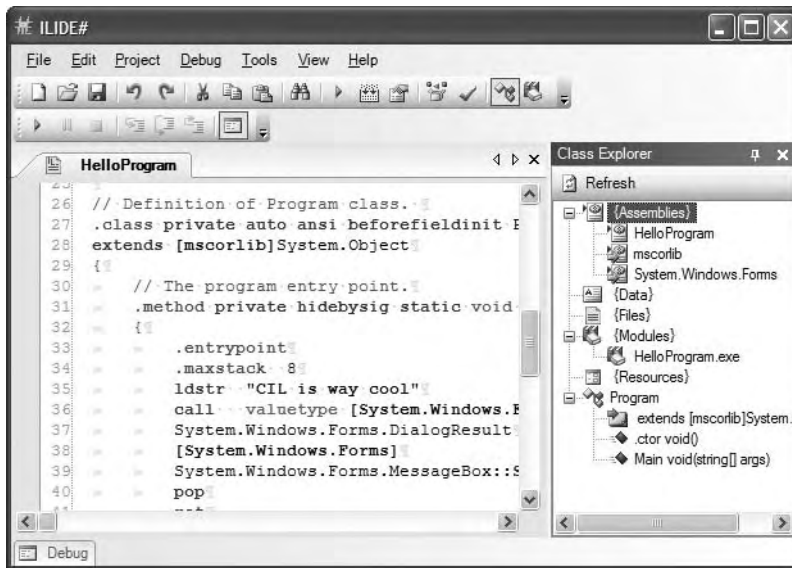 ILIDE#
File Edit Project Debug Tools View Help
HelloProgram
25
26 // Definition of Program class.
27 .class private auto ansi beforefieldinit
28 extends [mscorlib]System.Object
29 {
30 // The program entry point.
31 .method private hidebysig static void
32 {
33 .entrypoint
34 .maxstack 8
35 ldstr "CIL is way cool"
36 call valuetype [System.Windows.F
37 System.Windows.Forms.DialogResult
38 [System.Windows.Forms]
39 System.Windows.Forms.MessageBox::S
40 pop
Class Explorer
Refresh
{Assemblies}
HelloProgram
mscorlib
System.Windows.Forms
{Data}
{Files}
{Modules}
HelloProgram.exe
{Resources}
Program
extends [mscorlib]System.
.ctor void()
Main void(string[] args)
Debug